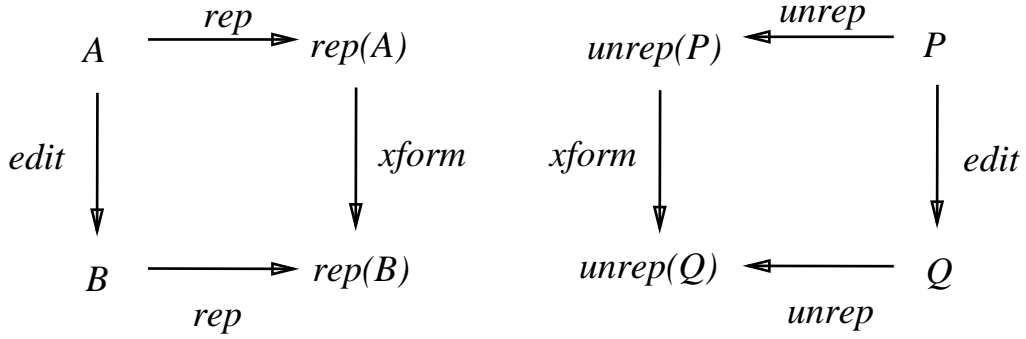 rep
A
rep(A)
edit
xform
B
rep(B)
rep
unrep
unrep(P)
P
xform
edit
unrep(Q)
Q
unrep